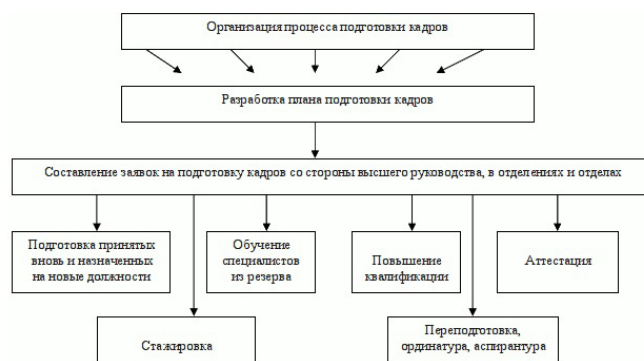 Организация процесса подготовки кадров
Разработка плана подготовки кадров
Составление заявок на подготовку кадров со стороны высшего руководства, в отделениях и отделах
Подготовка принятых
вновь и назначенных
на новые должности
Обучение
специалистов
из резерва
Повышение
квалификации
Аттестация
Стажировка
Переподготовка,
ординатура, аспирантура